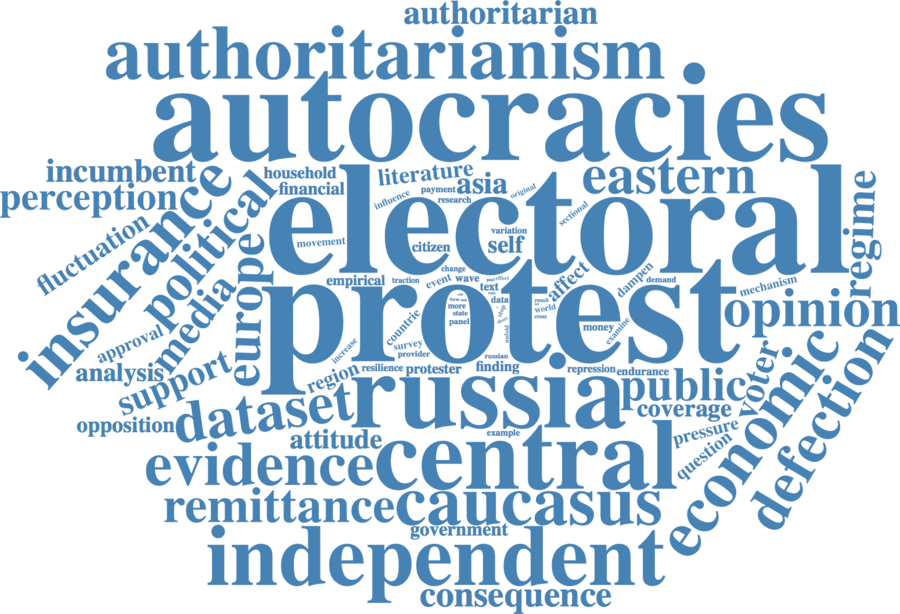 authoritarian
authoritarianism
autocracies
incumbent
household
literature
eastern
perception
financial
influence
payment
asia
original
research
insurance
political
electoral
regime
fluctuation
movement
citizen
variation
self
sectional
media
europe
empirical
traction
event
change
wave
text
affect
dampen
demand
mechanism
protest
opinion
data
more
state
panel
result
world
cross
money
examine
countrie
approval
increase
survey
provider
russian
analysis
support
region
resilience
protester
finding
repression
endurance
public
voter
economic
defection
opposition
dataset
russia
coverage
attitude
example
pressure
question
evidence
central
remittance
caucasus
government
independent
consequence